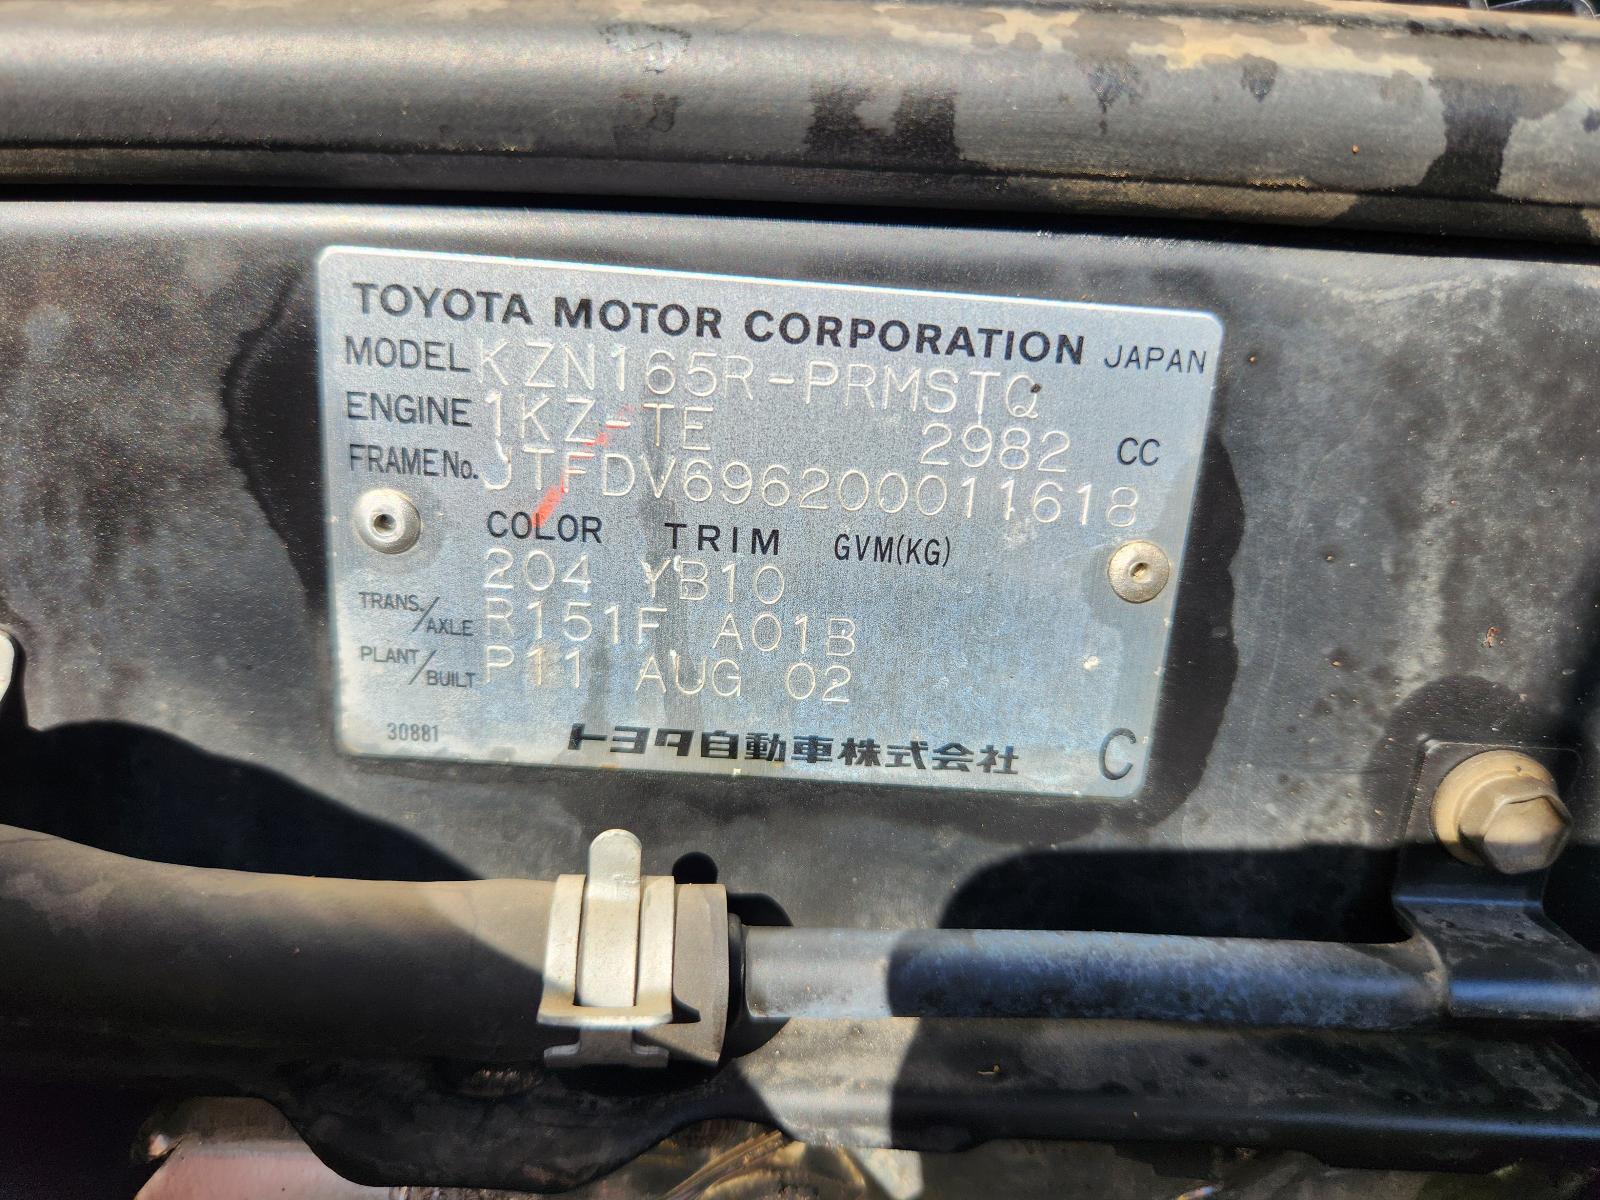 TOYOTA MOTOR CORPORATION JAPAN
MODEL KZN165R-PRMSTQ
ENGINE 1KZ-TE 2982 CC
FRAME No. JTFDV696200011618
COLOR TRIM GVM(KG)
204 YB10
TRANS./AXLE R151F A01B
PLANT/BUILT P11 AUG 02
30881 トヨタ自動車株式会社 C